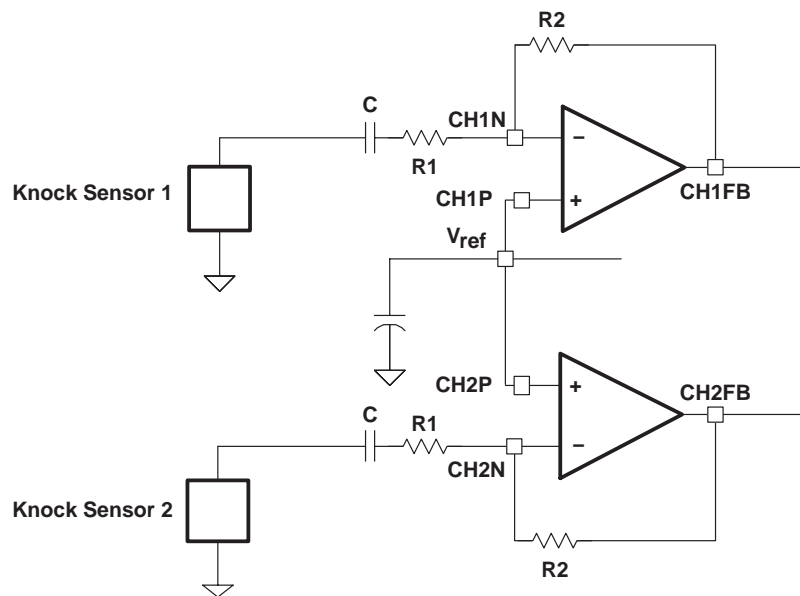 R2
C
CH1N
R1
−
Knock Sensor 1
CH1P
+
CH1FB
Vref
CH2P
+
CH2FB
C
R1
−
CH2N
Knock Sensor 2
R2